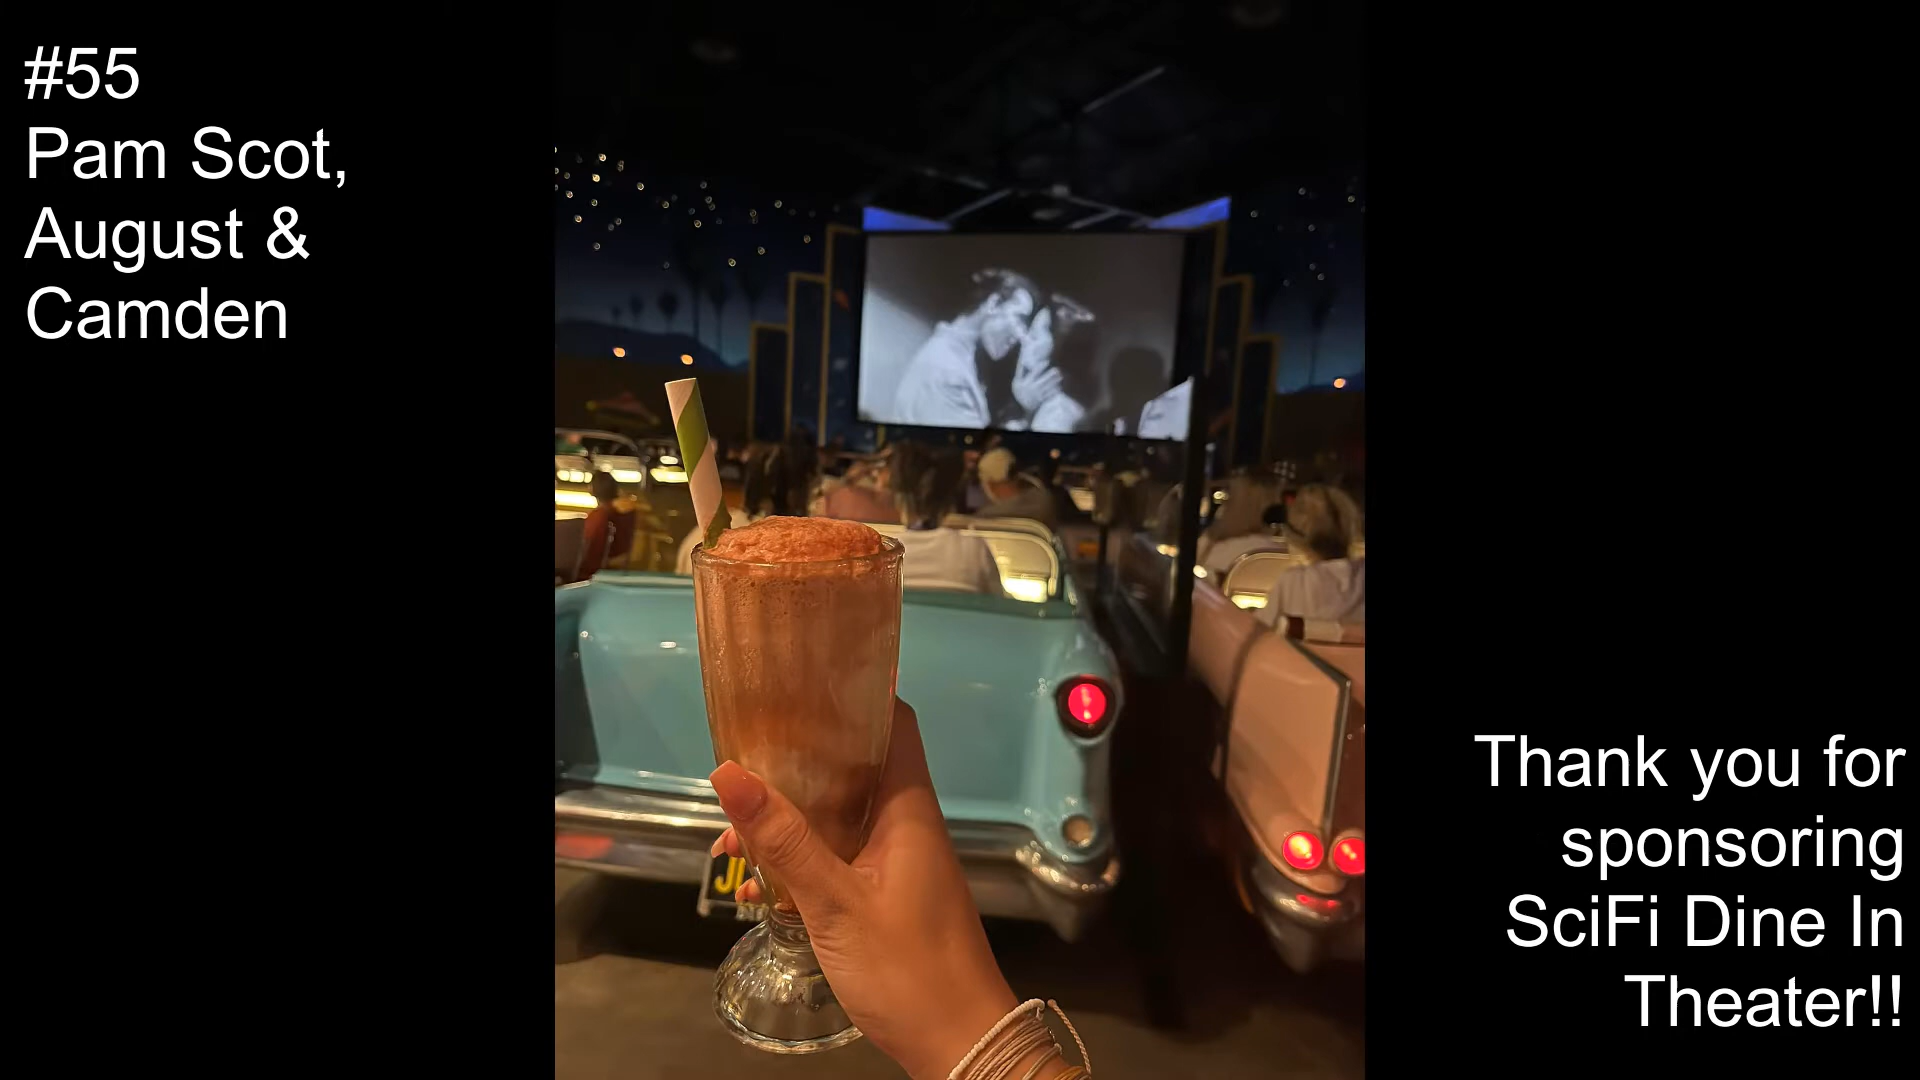 #55
Pam Scot,
August &
Camden
Thank you for
sponsoring
SciFi Dine In
Theater!!